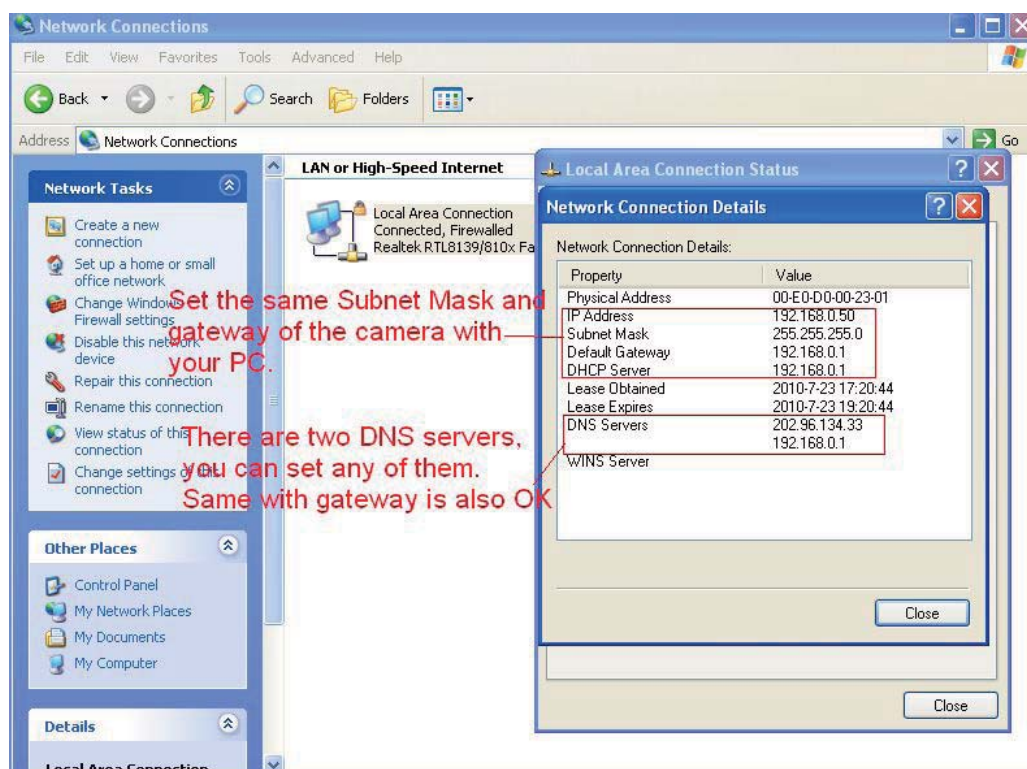 Network Connections
File Edit View Favorites Tools Advanced Help
Back Search Folders
Address Network Connections Go
Network Tasks
Create a new
connection
Set up a home or small
office network
Change Windows
Firewall settings
Disable this network
device
Repair this connection
Rename this connection
View status of this
connection
Change settings of this
connection
Other Places
Control Panel
My Network Places
My Documents
My Computer
Details
Local Area Connection
LAN or High-Speed Internet
Local Area Connection
Connected, Firewalled
Realtek RTL8139/810x Fa
Set the same Subnet Mask and
gateway of the camera with
your PC.
There are two DNS servers,
you can set any of them.
Same with gateway is also OK
Local Area Connection Status
Network Connection Details
Network Connection Details:
Property Value
Physical Address 00-E0-D0-00-23-01
IP Address 192.168.0.50
Subnet Mask 255.255.255.0
Default Gateway 192.168.0.1
DHCP Server 192.168.0.1
Lease Obtained 2010-7-23 17:20:44
Lease Expires 2010-7-23 19:20:44
DNS Servers 202.96.134.33
192.168.0.1
WINS Server
Close
Close